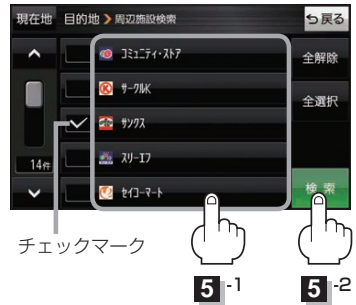 現在地 目的地 周辺施設検索 戻る
コミュニティ・ストア
全解除
サークルK
全選択
サンクス
スリーエフ
14件
セイコーマート
検索
チェックマーク
5-1 5-2